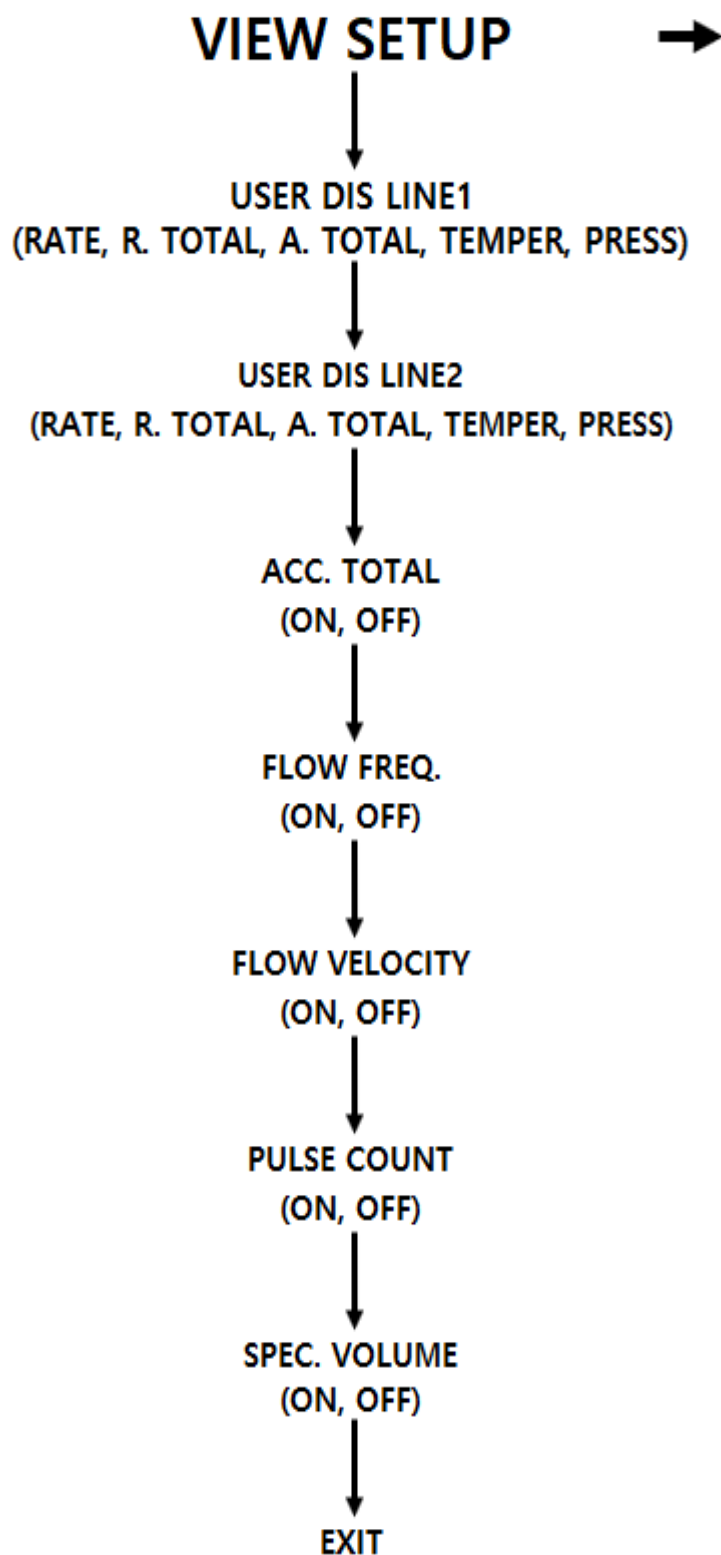 VIEW SETUP
USER DIS LINE1
(RATE, R. TOTAL, A. TOTAL, TEMPER, PRESS)
USER DIS LINE2
(RATE, R. TOTAL, A. TOTAL, TEMPER, PRESS)
ACC. TOTAL
(ON, OFF)
FLOW FREQ.
(ON, OFF)
FLOW VELOCITY
(ON, OFF)
PULSE COUNT
(ON, OFF)
SPEC. VOLUME
(ON, OFF)
EXIT